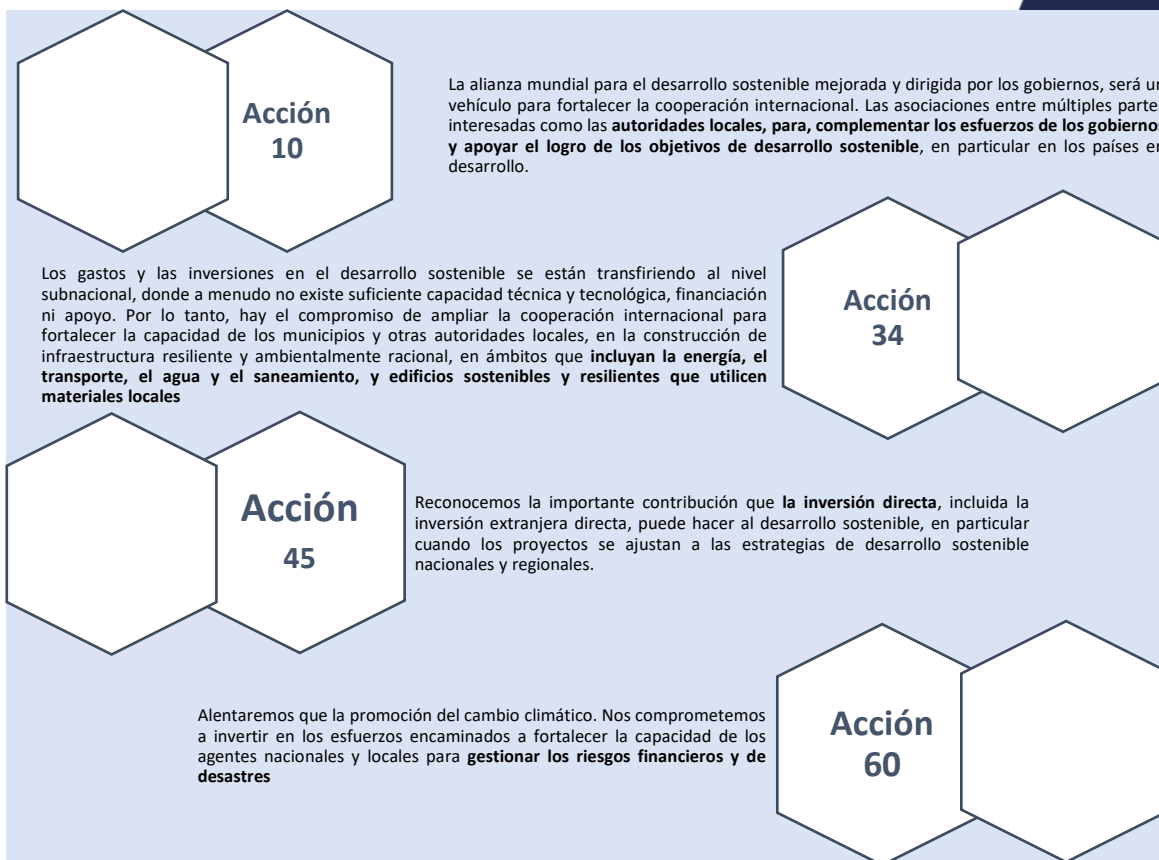 Acción
10
La alianza mundial para el desarrollo sostenible mejorada y dirigida por los gobiernos, será
vehículo para fortalecer la cooperación internacional. Las asociaciones entre múltiples
interesadas como las autoridades locales, para, complementar los esfuerzos de los
y apoyar el logro de los objetivos de desarrollo sostenible, en particular en los países
desarrollo.
Los gastos y las inversiones en el desarrollo sostenible se están transfiriendo al nivel
subnacional, donde a menudo no existe suficiente capacidad técnica y tecnológica, financiación
ni apoyo. Por lo tanto, hay el compromiso de ampliar la cooperación internacional para
fortalecer la capacidad de los municipios y otras autoridades locales, en la construcción de
infraestructura resiliente y ambientalmente racional, en ámbitos que incluyan la energía, el
transporte, el agua y el saneamiento, y edificios sostenibles y resilientes que utilicen
materiales locales
Acción
34
Acción
45
Reconocemos la importante contribución que la inversión directa, incluida la
inversión extranjera directa, puede hacer al desarrollo sostenible, en particular
cuando los proyectos se ajustan a las estrategias de desarrollo sostenible
nacionales y regionales.
Alentaremos que la promoción del cambio climático. Nos comprometemos
a invertir en los esfuerzos encaminados a fortalecer la capacidad de los
agentes nacionales y locales para gestionar los riesgos financieros y de
desastres
Acción
60